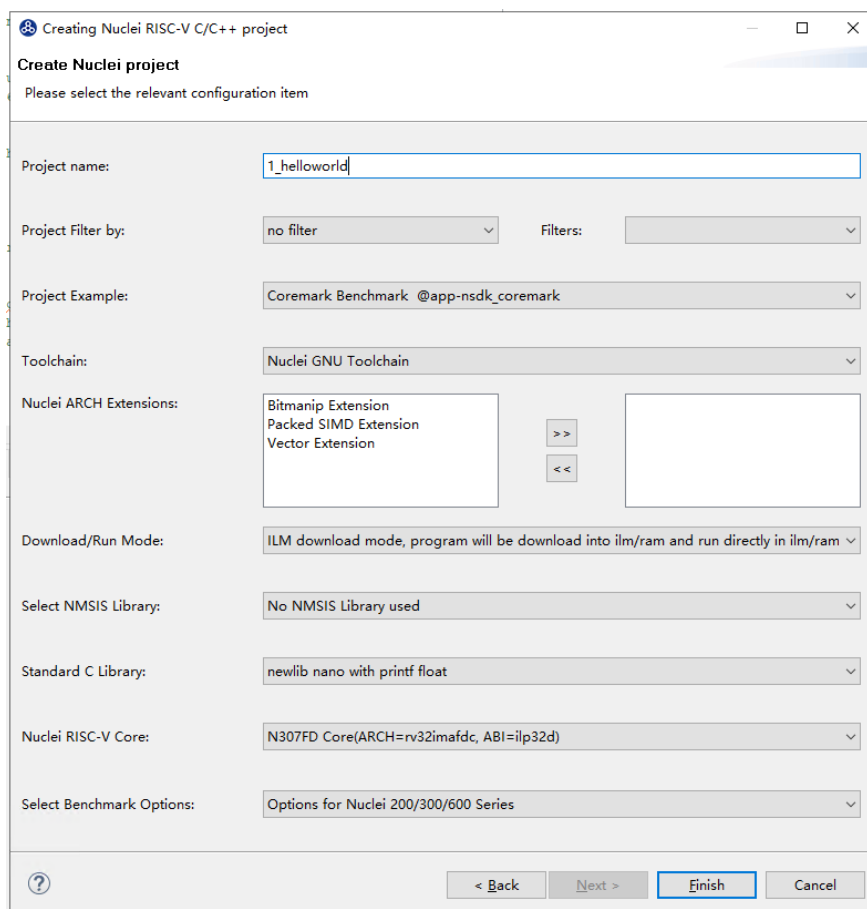 Creating Nuclei RISC-V C/C++ project
Create Nuclei project
Please select the relevant configuration item
Project name: 1_helloworld
Project Filter by: no filter Filters:
Project Example: Coremark Benchmark @app-nsdk_coremark
Toolchain: Nuclei GNU Toolchain
Nuclei ARCH Extensions: Bitmanip Extension
Packed SIMD Extension
Vector Extension
>>
<<
Download/Run Mode: ILM download mode, program will be download into ilm/ram and run directly in ilm/ram
Select NMSIS Library: No NMSIS Library used
Standard C Library: newlib nano with printf float
Nuclei RISC-V Core: N307FD Core(ARCH=rv32imafdc, ABI=ilp32d)
Select Benchmark Options: Options for Nuclei 200/300/600 Series
? < Back Next > Finish Cancel